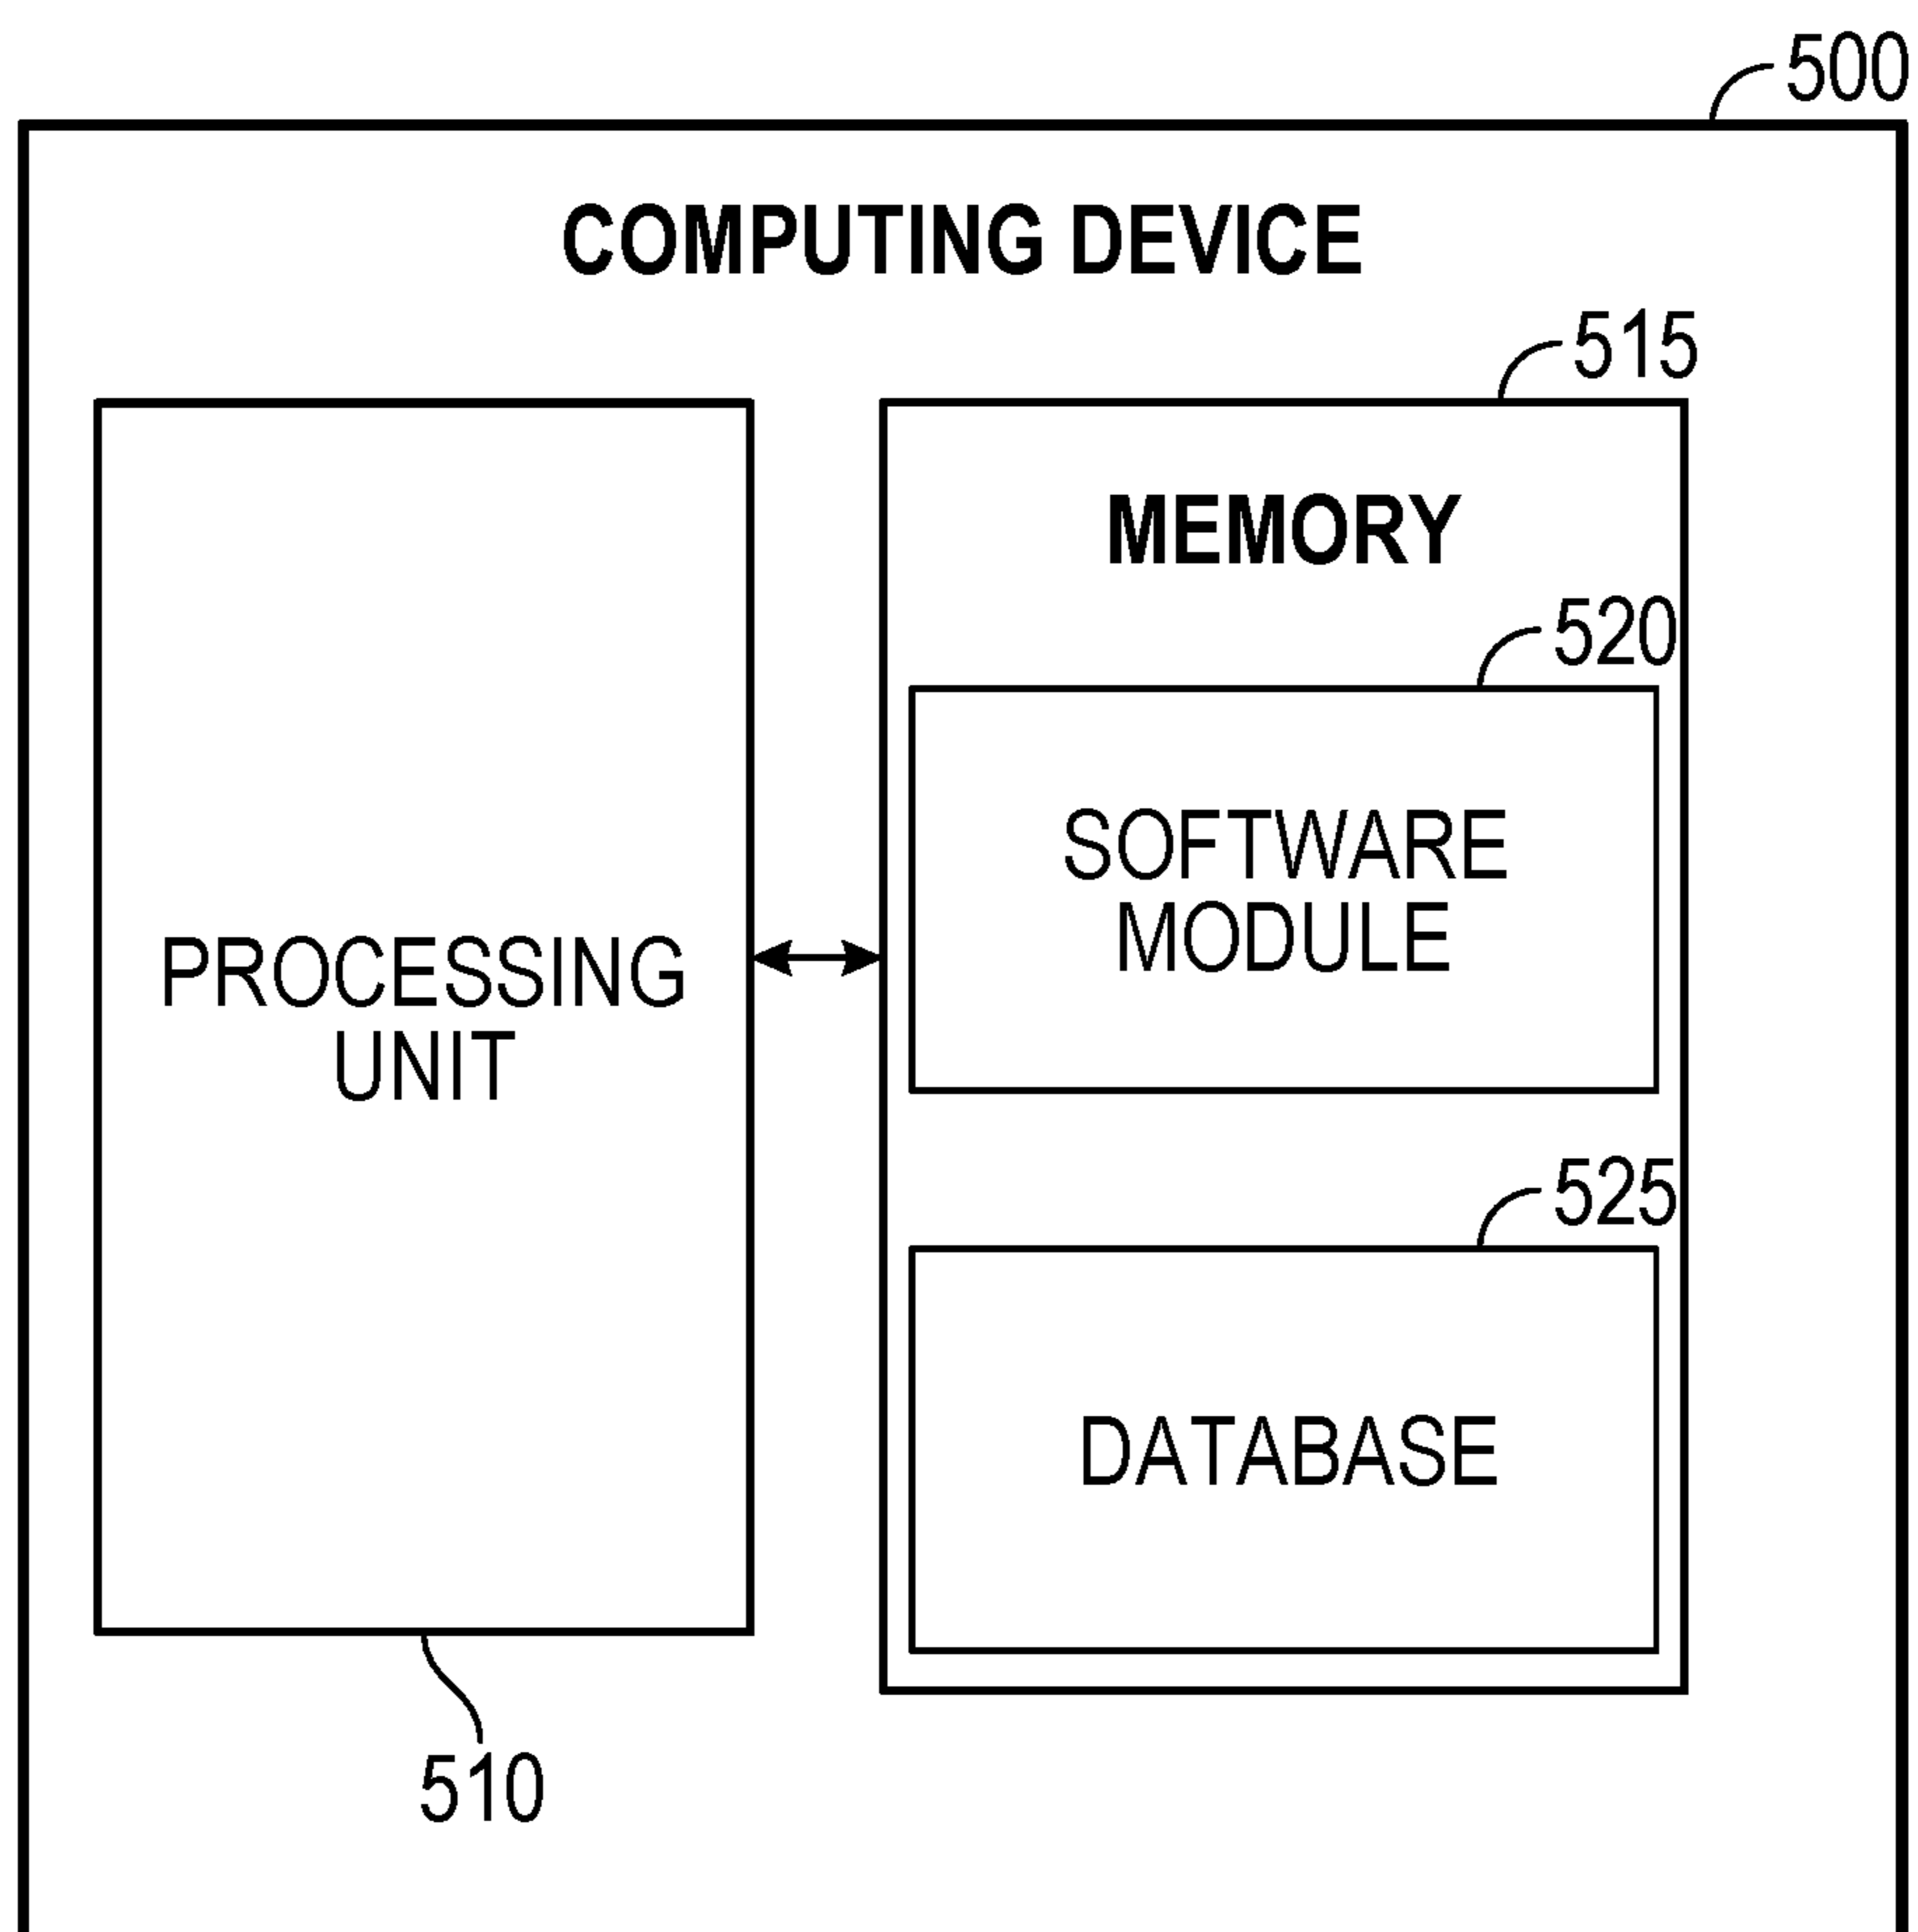 500
COMPUTING DEVICE
515
MEMORY
520
SOFTWARE
MODULE
PROCESSING
UNIT
525
DATABASE
510